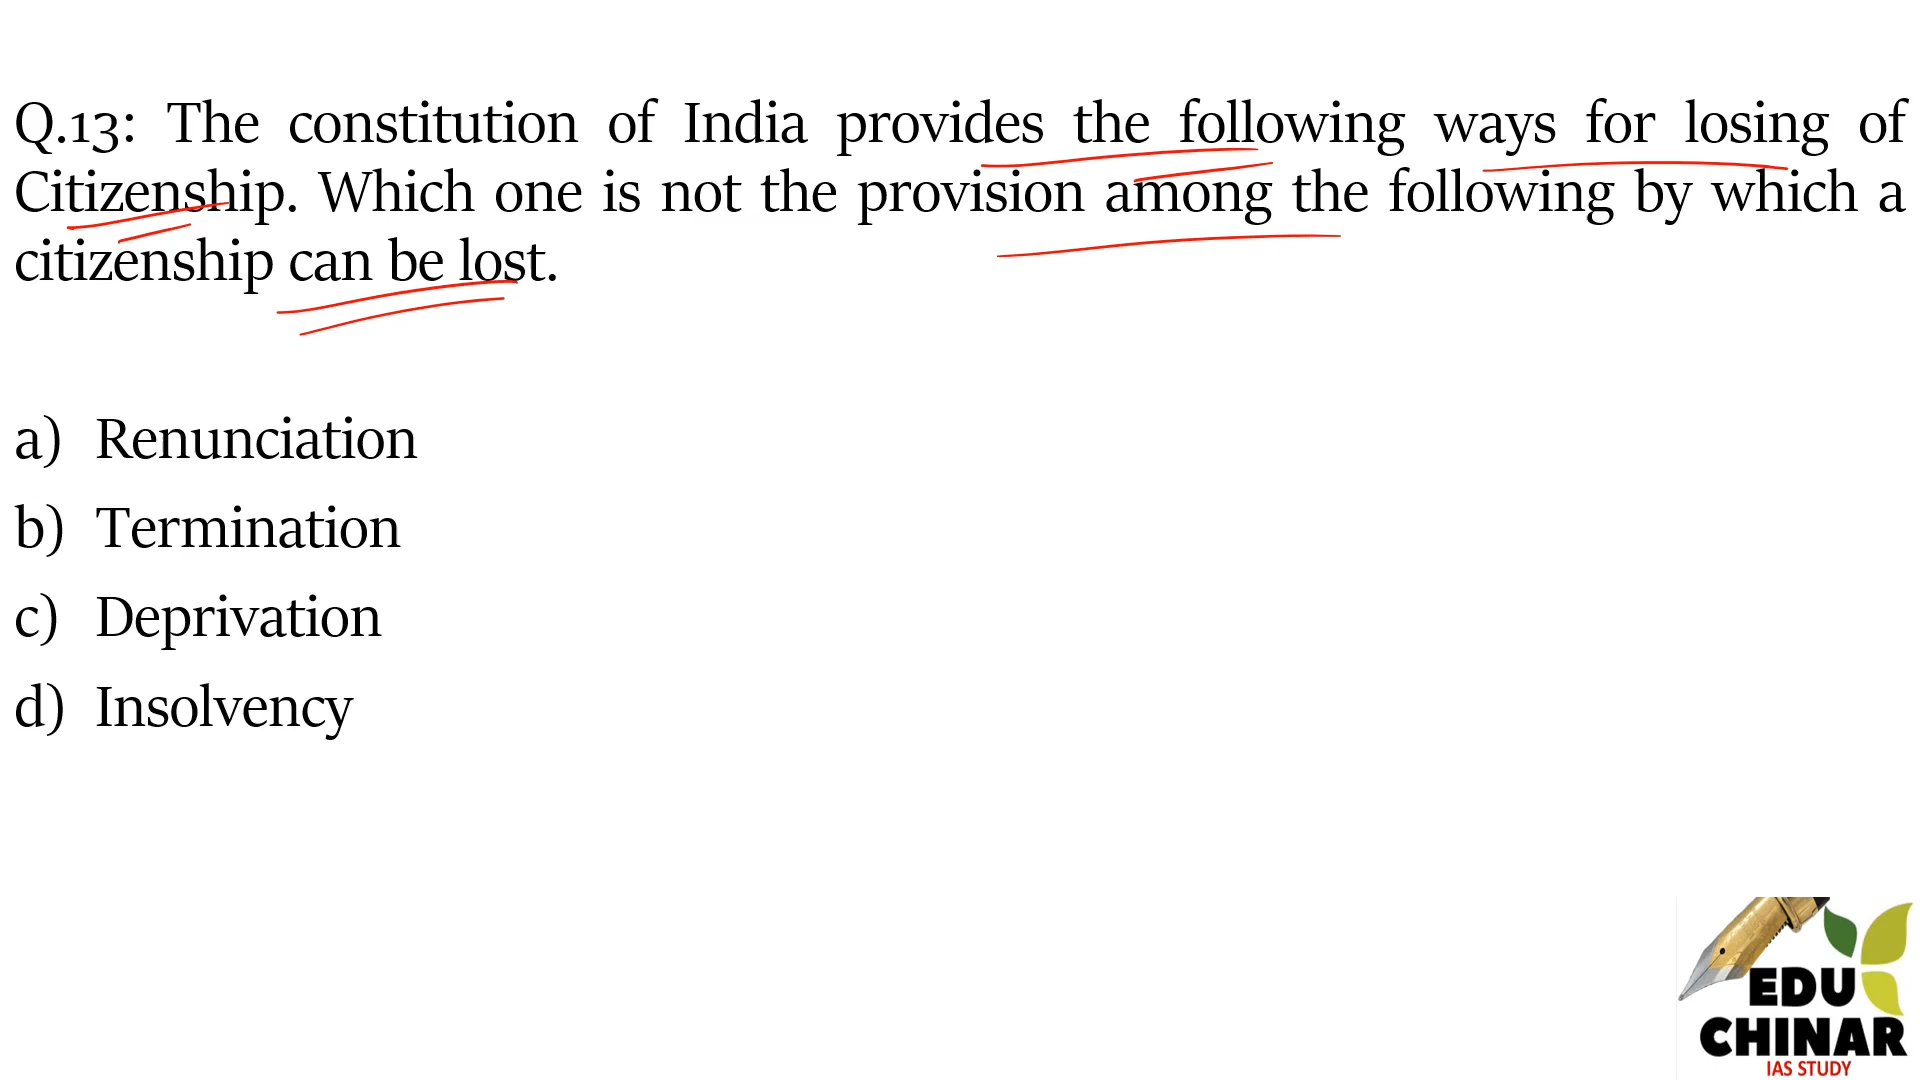 Q.13: The constitution of India provides the following ways for losing of
Citizenship. Which one is not the provision among the following by which a
citizenship can be lost.
a) Renunciation
b) Termination
c) Deprivation
d) Insolvency
EDU
CHINAR
IAS STUDY